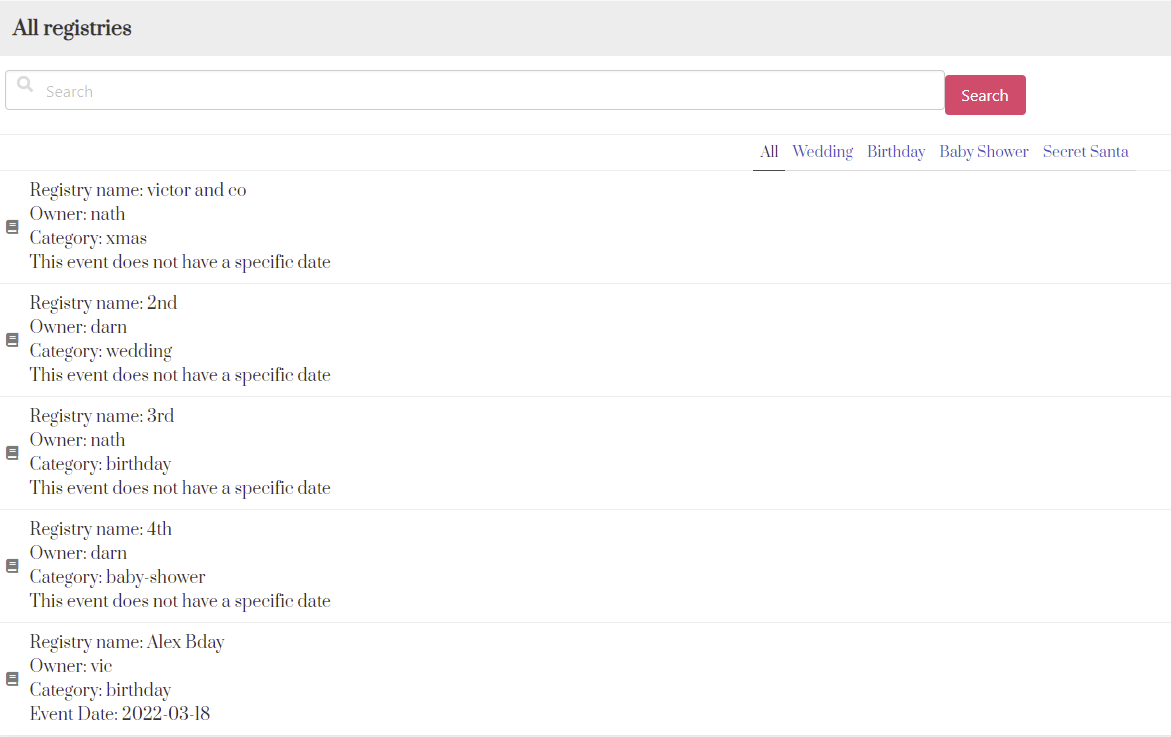 All registries
Search
Search
All Wedding Birthday Baby Shower Secret Santa
Registry name: victor and co
Owner: nath
Category: xmas
This event does not have a specific date
Registry name: 2nd
Owner: darn
Category: wedding
This event does not have a specific date
Registry name: 3rd
Owner: nath
Category: birthday
This event does not have a specific date
Registry name: 4th
Owner: darn
Category: baby-shower
This event does not have a specific date
Registry name: Alex Bday
Owner: vic
Category: birthday
Event Date: 2022-03-18